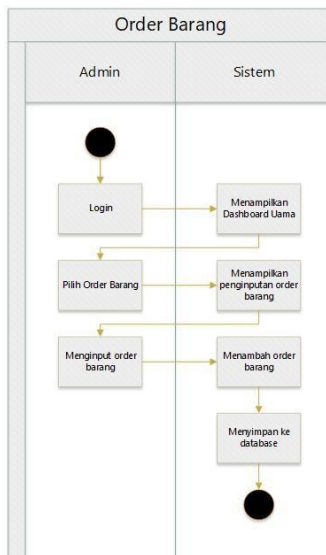 Order Barang
Admin
Sistem
Login
Menampilkan
Dashboard Uama
Pilih Order Barang
Menampilkan
penginputan order
barang
Menginput order
barang
Menambah order
barang
Menyimpan ke
database